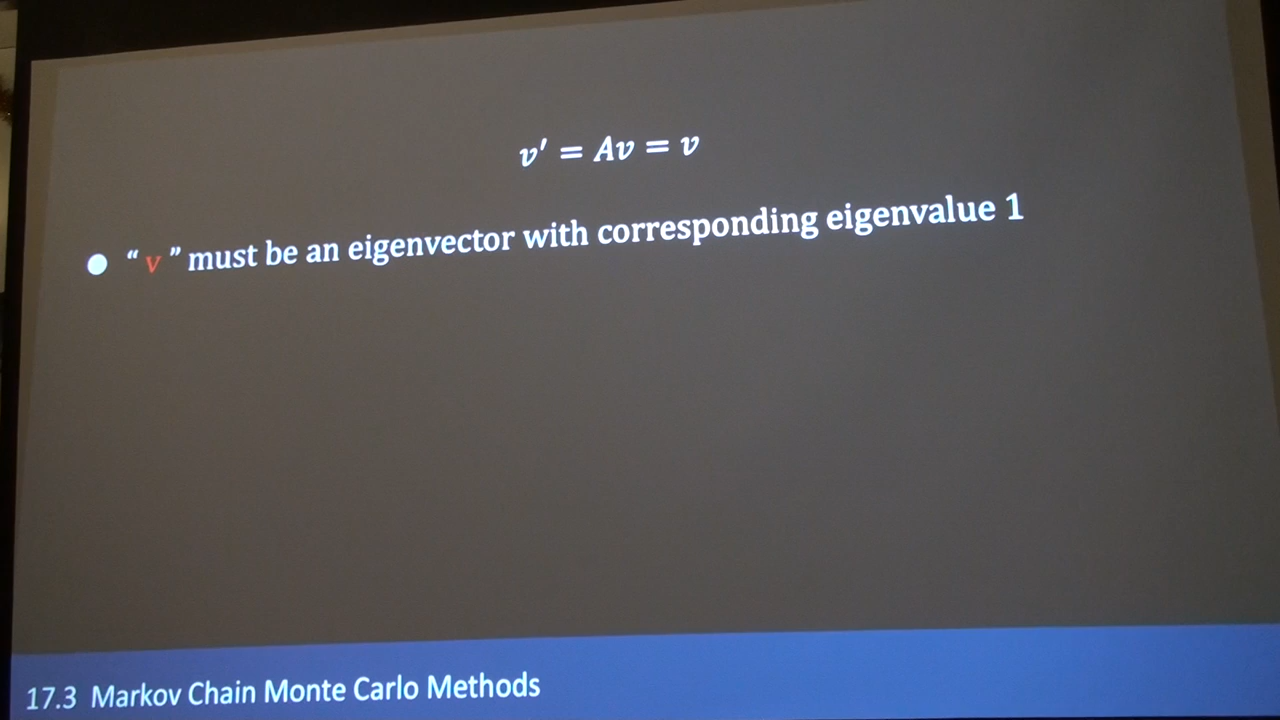 v′ = Av = v
● “ v ” must be an eigenvector with corresponding eigenvalue 1
17.3 Markov Chain Monte Carlo Methods